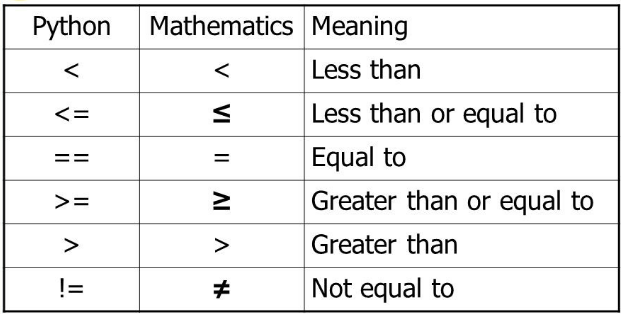 Python Mathematics Meaning
< < Less than
<= ≤ Less than or equal to
== = Equal to
>= ≥ Greater than or equal to
> > Greater than
!= ≠ Not equal to